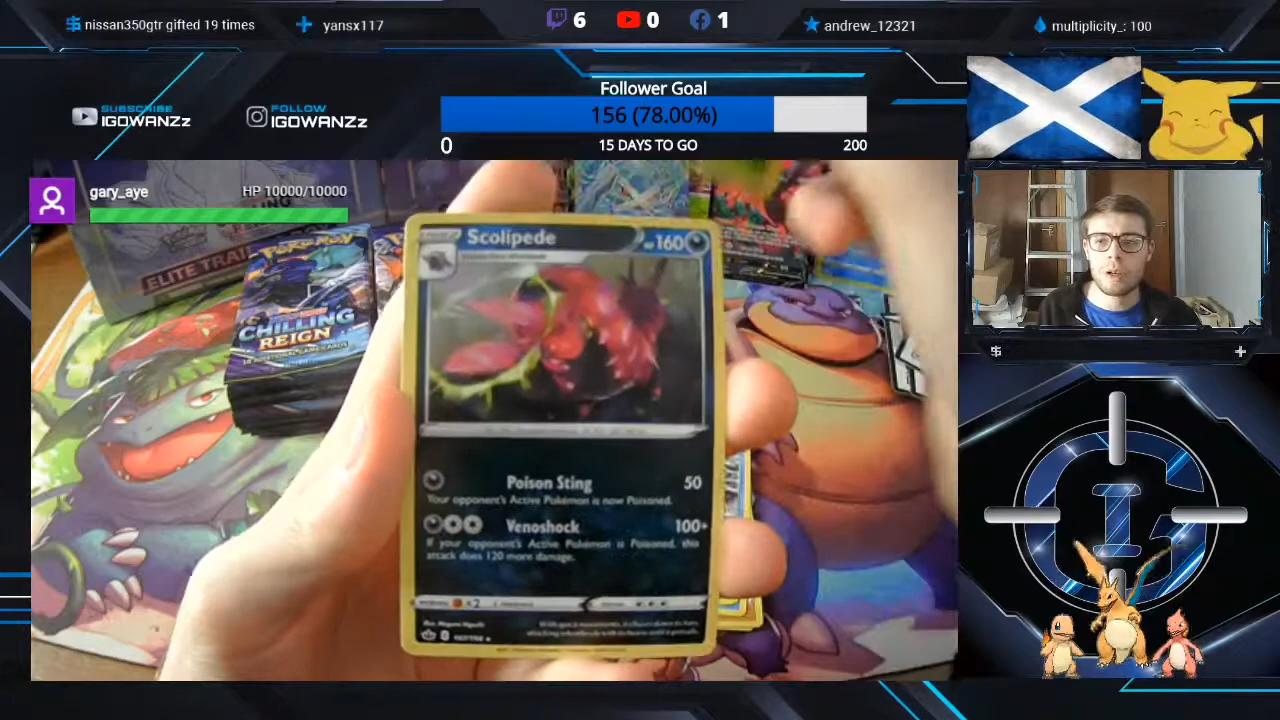 nissan350gtr gifted 19 times
yansx117
6
0
1
andrew_12321
multiplicity_: 100
SUBSCRIBE
IGOWANZz
FOLLOW
IGOWANZz
Follower Goal
156 (78.00%)
0
15 DAYS TO GO
200
gary_aye
HP 10000/10000
ELITE TRAI
POKéMON
CHILLING
REIGN
Scolipede
HP 160
Poison Sting 50
Your opponent's Active Pokémon is now Poisoned.
Venoshock 100+
If your opponent's Active Pokémon is Poisoned, this
attack does 120 more damage.
x2
G
I